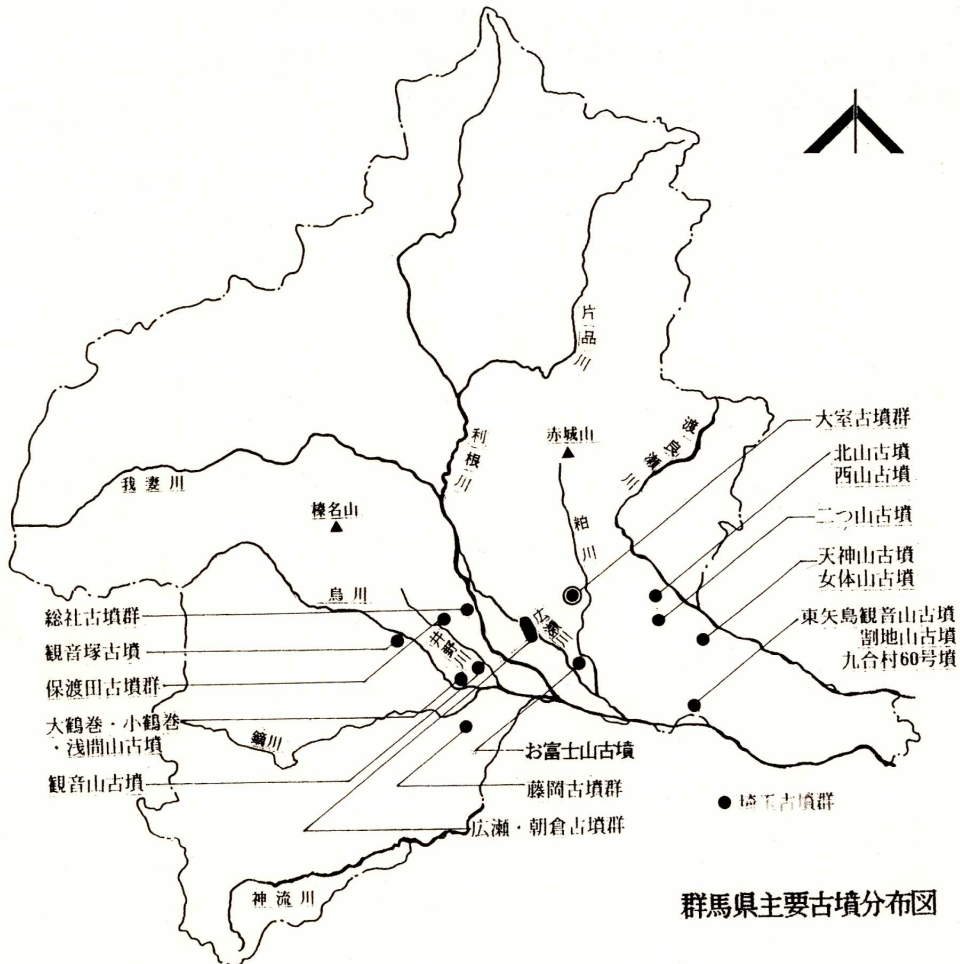 片品川
利根川
赤城山
渡良瀬川
我妻川
榛名山
粕川
烏川
広瀬川
井野川
鏑川
神流川
大室古墳群
北山古墳
西山古墳
二つ山古墳
天神山古墳
女体山古墳
東矢島観音山古墳
割地山古墳
九合村60号墳
総社古墳群
観音塚古墳
保渡田古墳群
大鶴巻・小鶴巻
・浅間山古墳
観音山古墳
お富士山古墳
藤岡古墳群
広瀬・朝倉古墳群
埼玉古墳群
群馬県主要古墳分布図